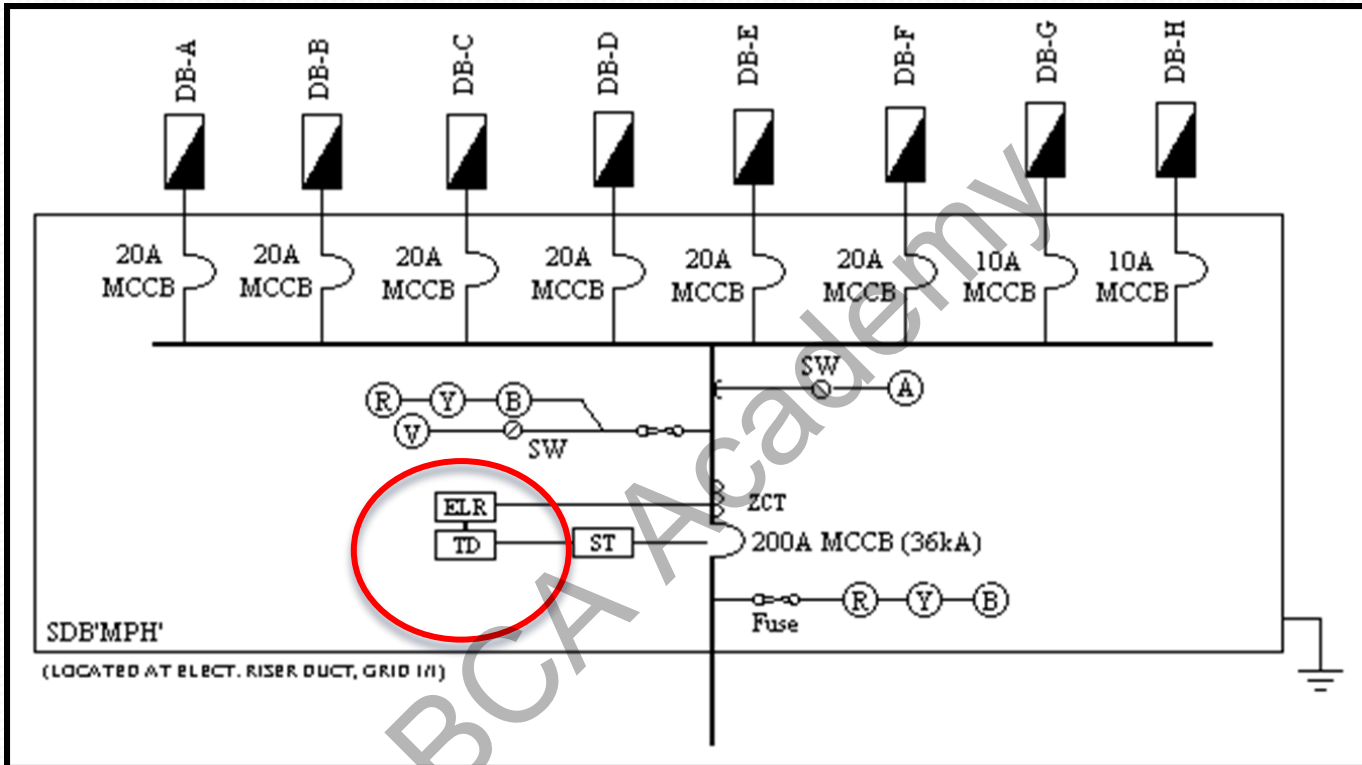 DB-A
DB-B
DB-C
DB-D
DB-E
DB-F
DB-G
DB-H
20A
MCCB
20A
MCCB
20A
MCCB
20A
MCCB
20A
MCCB
20A
MCCB
10A
MCCB
10A
MCCB
SW
A
R
Y
B
V
SW
ELR
ZCT
TD
ST
200A MCCB (36kA)
R
Y
B
Fuse
SDB'MPH'
(LOCATED AT ELECT. RISER DUCT, GRID 1/1)
BCA Academy